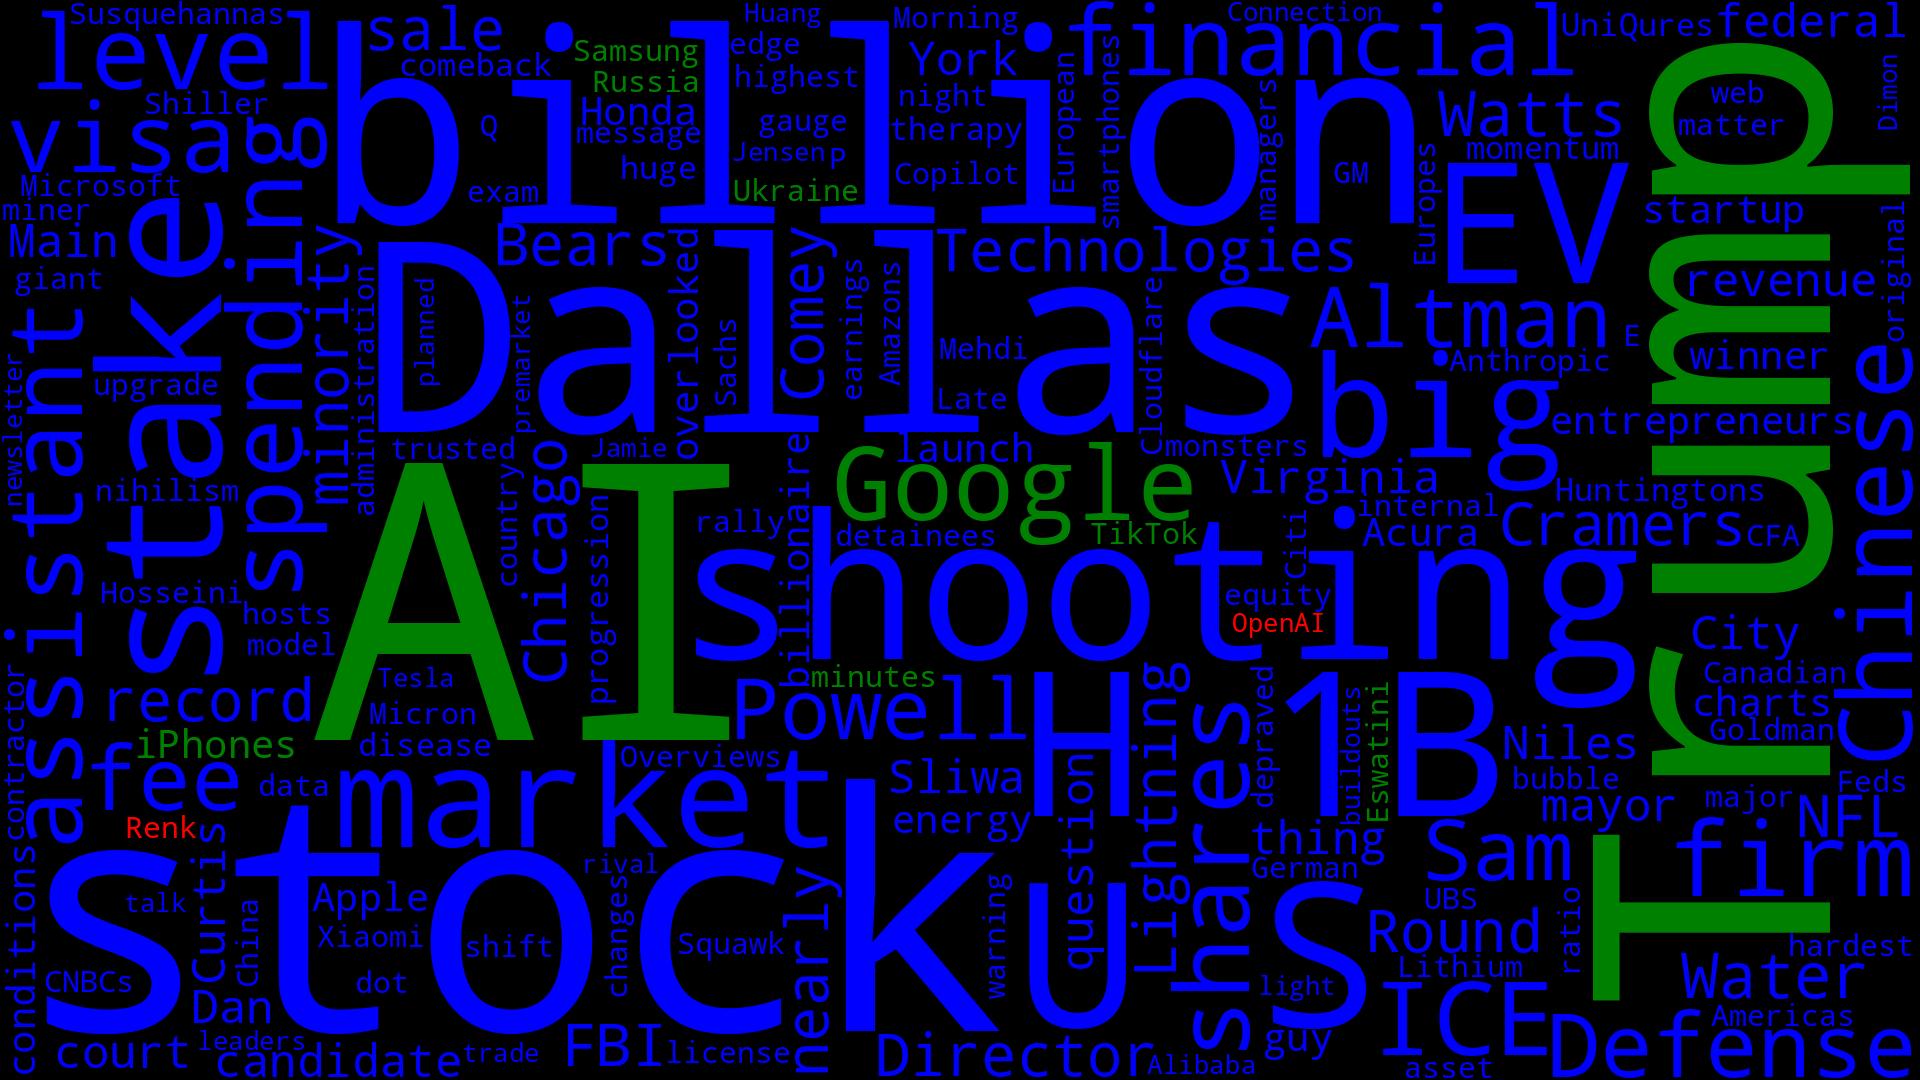 Susquehannas
level
sale
comeback
Shiller
visa
Microsoft
miner
Main
giant
billion
Samsung
Russia
Honda
message
huge
Q
exam
Huang
edge
highest
gauge
Jensen
P
Ukraine
Morning
York
night
therapy
Copilot
European
smartphones
financial
Connection
managers
GM
UniQures
federal
Watts
momentum
Europes
EV
web
matter
Dimon
Trump
startup
revenue
original
winner
entrepreneurs
Chinese
stake
spending
minority
administration
assistant
newsletter
upgrade
nihilism
Dallas
planned
premarket
Bears
overlooked
Sachs
Comey
earnings
Amazons
Technologies
Mehdi
Late
Cloudflare
Altman
E
Anthropic
big
monsters
trusted
Jamie
launch
Google
Virginia
internal
Huntingtons
Acura
Cramers
CFA
TikTok
detainees
rally
billionaire
country
Chicago
progression
AI
shooting
Citi
equity
OpenAI
Hosseini
hosts
model
record
iPhones
Tesla
Micron
disease
minutes
Powell
H
1B
Lightning
depraved
buildouts
Eswatini
Niles
bubble
City
Canadian
charts
Goldman
Feds
mayor
major
NFL
contractor
fee
data
market
Overviews
Sliwa
energy
question
shares
thing
German
Sam
firm
Renk
Curtis
conditions
stock
talk
China
Apple
Xiaomi
dot
shift
rival
changes
Squawk
nearly
warning
U
S
light
UBS
Round
Lithium
ratio
ICE
hardest
Water
Americas
Defense
CNBCs
Dan
court
leaders
candidate
trade
FBI
license
Director
Alibaba
guy
asset